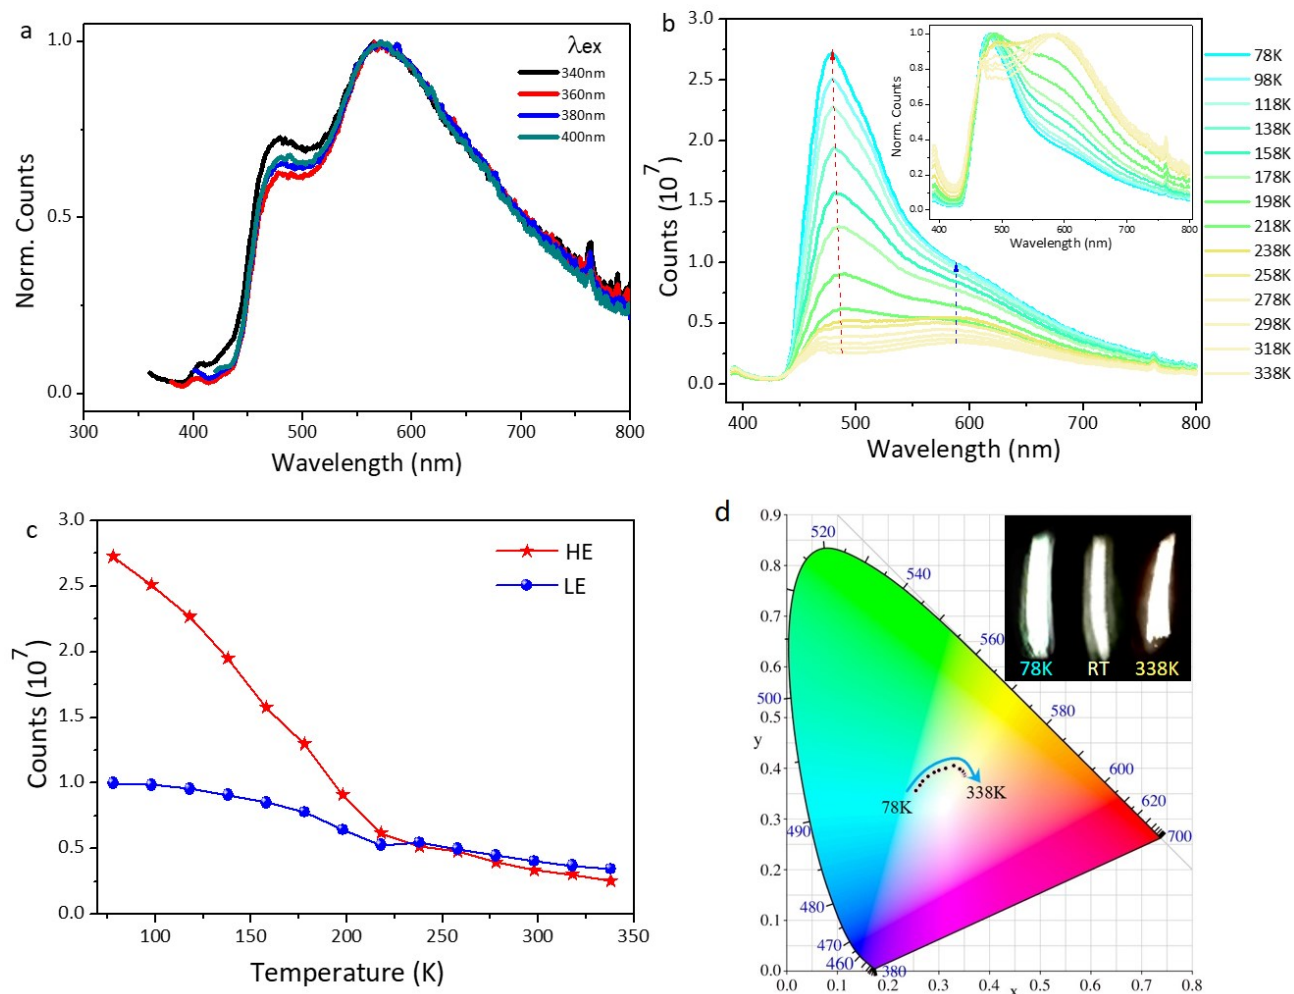 a
λex
340nm
360nm
380nm
400nm
1.0
0.5
0.0
Norm. Counts
300 400 500 600 700 800
Wavelength (nm)
b
3.0
2.5
2.0
1.5
1.0
0.5
0.0
Counts (10^7)
400 500 600 700 800
Wavelength (nm)
1.0
0.8
0.6
0.4
0.2
0.0
Norm. Counts
400 500 600 700 800
Wavelength (nm)
78K
98K
118K
138K
158K
178K
198K
218K
238K
258K
278K
298K
318K
338K
c
HE
LE
3.0
2.5
2.0
1.5
1.0
0.5
0.0
Counts (10^7)
100 150 200 250 300 350
Temperature (K)
d
0.9
0.8
0.7
0.6
0.5
0.4
0.3
0.2
0.1
0.0
y
0.0 0.1 0.2 0.3 0.4 0.5 0.6 0.7 0.8
x
520
540
560
580
600
620
700
500
490
480
470
460
380
78K
338K
78K RT 338K